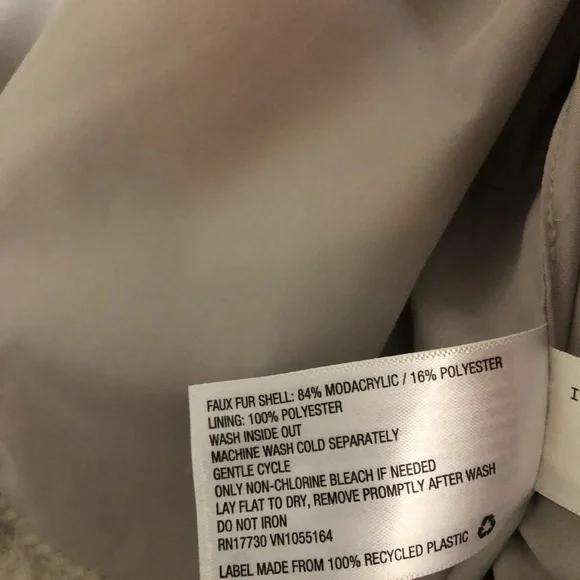 FAUX FUR SHELL: 84% MODACRYLIC / 16% POLYESTER
LINING: 100% POLYESTER
WASH INSIDE OUT
MACHINE WASH COLD SEPARATELY
GENTLE CYCLE
ONLY NON-CHLORINE BLEACH IF NEEDED
LAY FLAT TO DRY, REMOVE PROMPTLY AFTER WASH
DO NOT IRON
RN17730 VN1055164
LABEL MADE FROM 100% RECYCLED PLASTIC